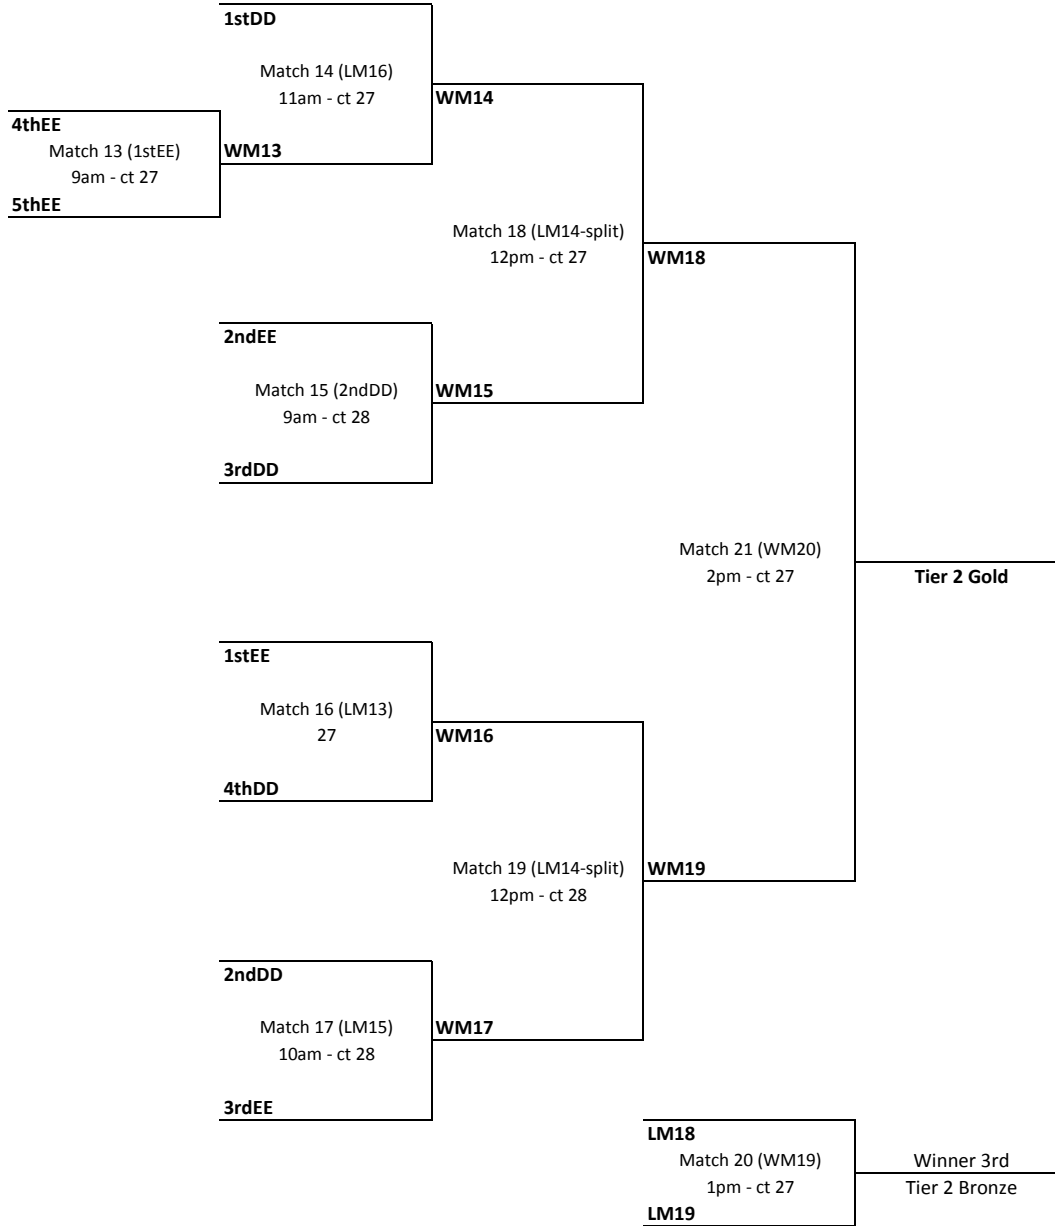 1stDD
Match 14 (LM16)
11am - ct 27
WM14
4thEE
Match 13 (1stEE)
9am - ct 27
5thEE
WM13
Match 18 (LM14-split)
12pm - ct 27
WM18
2ndEE
Match 15 (2ndDD)
9am - ct 28
WM15
3rdDD
Match 21 (WM20)
2pm - ct 27
Tier 2 Gold
1stEE
Match 16 (LM13)
27
WM16
4thDD
Match 19 (LM14-split)
12pm - ct 28
WM19
2ndDD
Match 17 (LM15)
10am - ct 28
WM17
3rdEE
LM18
Match 20 (WM19)
1pm - ct 27
LM19
Winner 3rd
Tier 2 Bronze